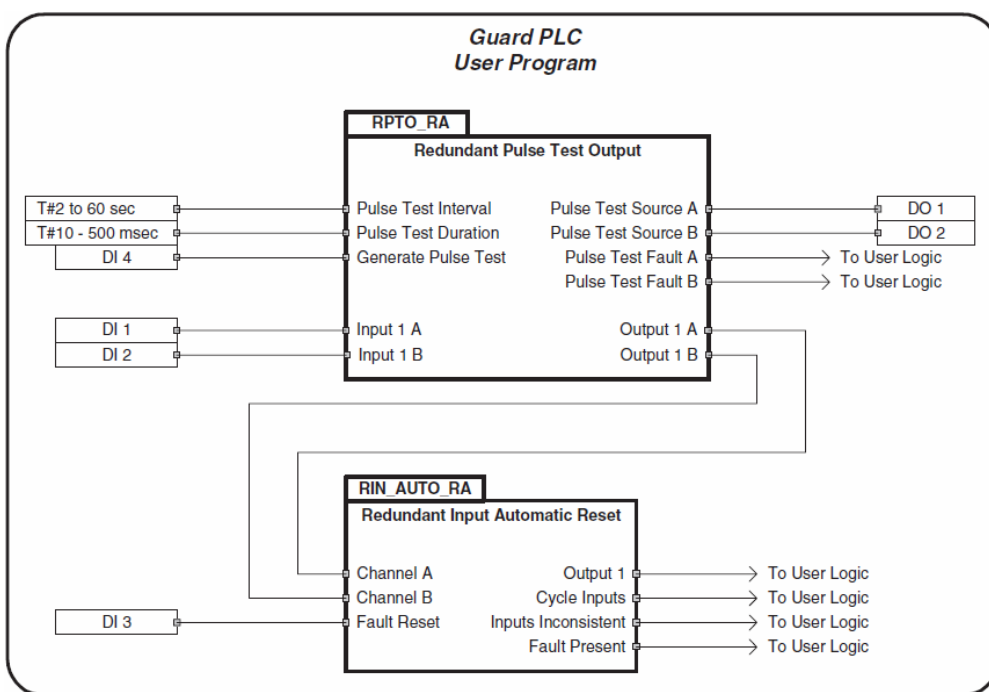 Guard PLC
User Program
RPTO_RA
Redundant Pulse Test Output
T#2 to 60 sec
Pulse Test Interval
Pulse Test Source A
DO 1
T#10 - 500 msec
Pulse Test Duration
Pulse Test Source B
DO 2
DI 4
Generate Pulse Test
Pulse Test Fault A
To User Logic
Pulse Test Fault B
To User Logic
DI 1
Input 1 A
Output 1 A
DI 2
Input 1 B
Output 1 B
RIN_AUTO_RA
Redundant Input Automatic Reset
Channel A
Output 1
To User Logic
Channel B
Cycle Inputs
To User Logic
DI 3
Fault Reset
Inputs Inconsistent
To User Logic
Fault Present
To User Logic